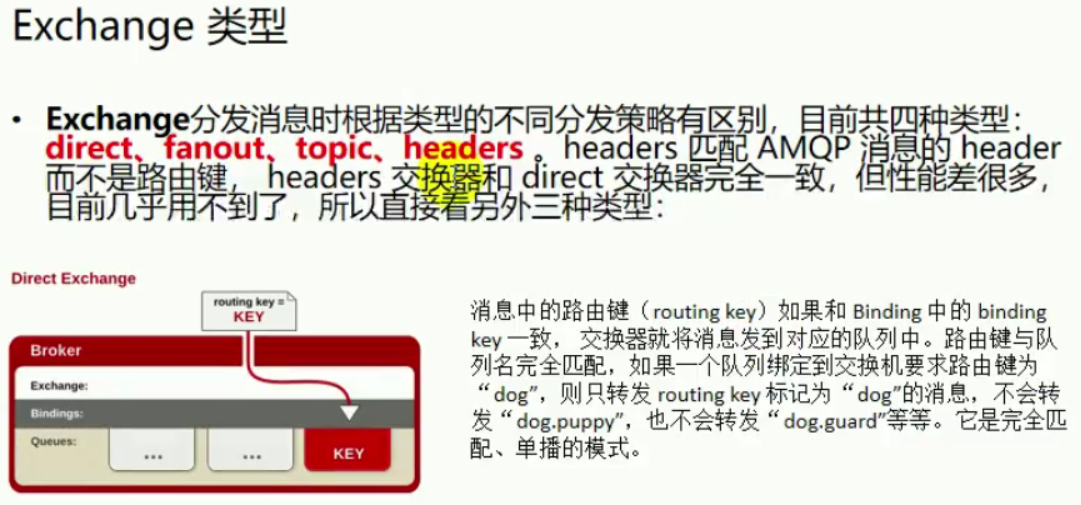 Exchange 类型
• Exchange分发消息时根据类型的不同分发策略有区别，目前共四种类型：
direct、fanout、topic、headers 。headers 匹配 AMQP 消息的 header
而不是路由键， headers 交换器和 direct 交换器完全一致，但性能差很多，
目前几乎用不到了，所以直接看另外三种类型：
Direct Exchange
routing key =
KEY
Broker
Exchange:
Bindings:
Queues:
...
...
KEY
消息中的路由键（routing key）如果和 Binding 中的 binding
key 一致， 交换器就将消息发到对应的队列中。路由键与队
列名完全匹配，如果一个队列绑定到交换机要求路由键为
“dog”，则只转发 routing key 标记为“dog”的消息，不会转
发“dog.puppy”，也不会转发“dog.guard”等等。它是完全匹
配、单播的模式。